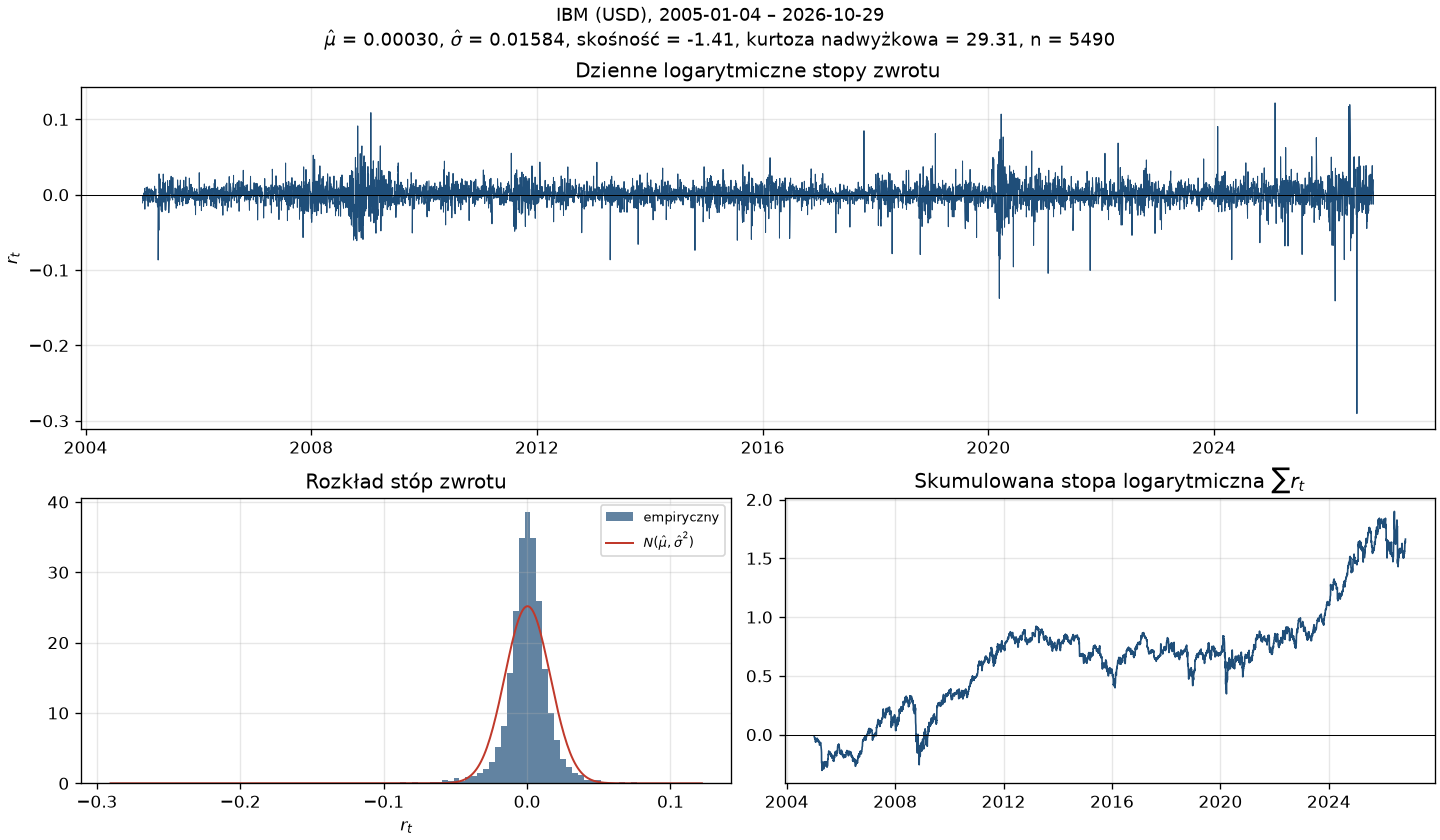 IBM (USD), 2005-01-04 – 2026-10-29
μ̂ = 0.00030, σ̂ = 0.01584, skośność = -1.41, kurtoza nadwyżkowa = 29.31, n = 5490
Dzienne logarytmiczne stopy zwrotu
0.1
0.0
−0.1
−0.2
−0.3
r_t
2004 2008 2012 2016 2020 2024
Rozkład stóp zwrotu
40
30
20
10
0
empiryczny
N(μ̂, σ̂²)
−0.3 −0.2 −0.1 0.0 0.1
r_t
Skumulowana stopa logarytmiczna ∑r_t
2.0
1.5
1.0
0.5
0.0
2004 2008 2012 2016 2020 2024